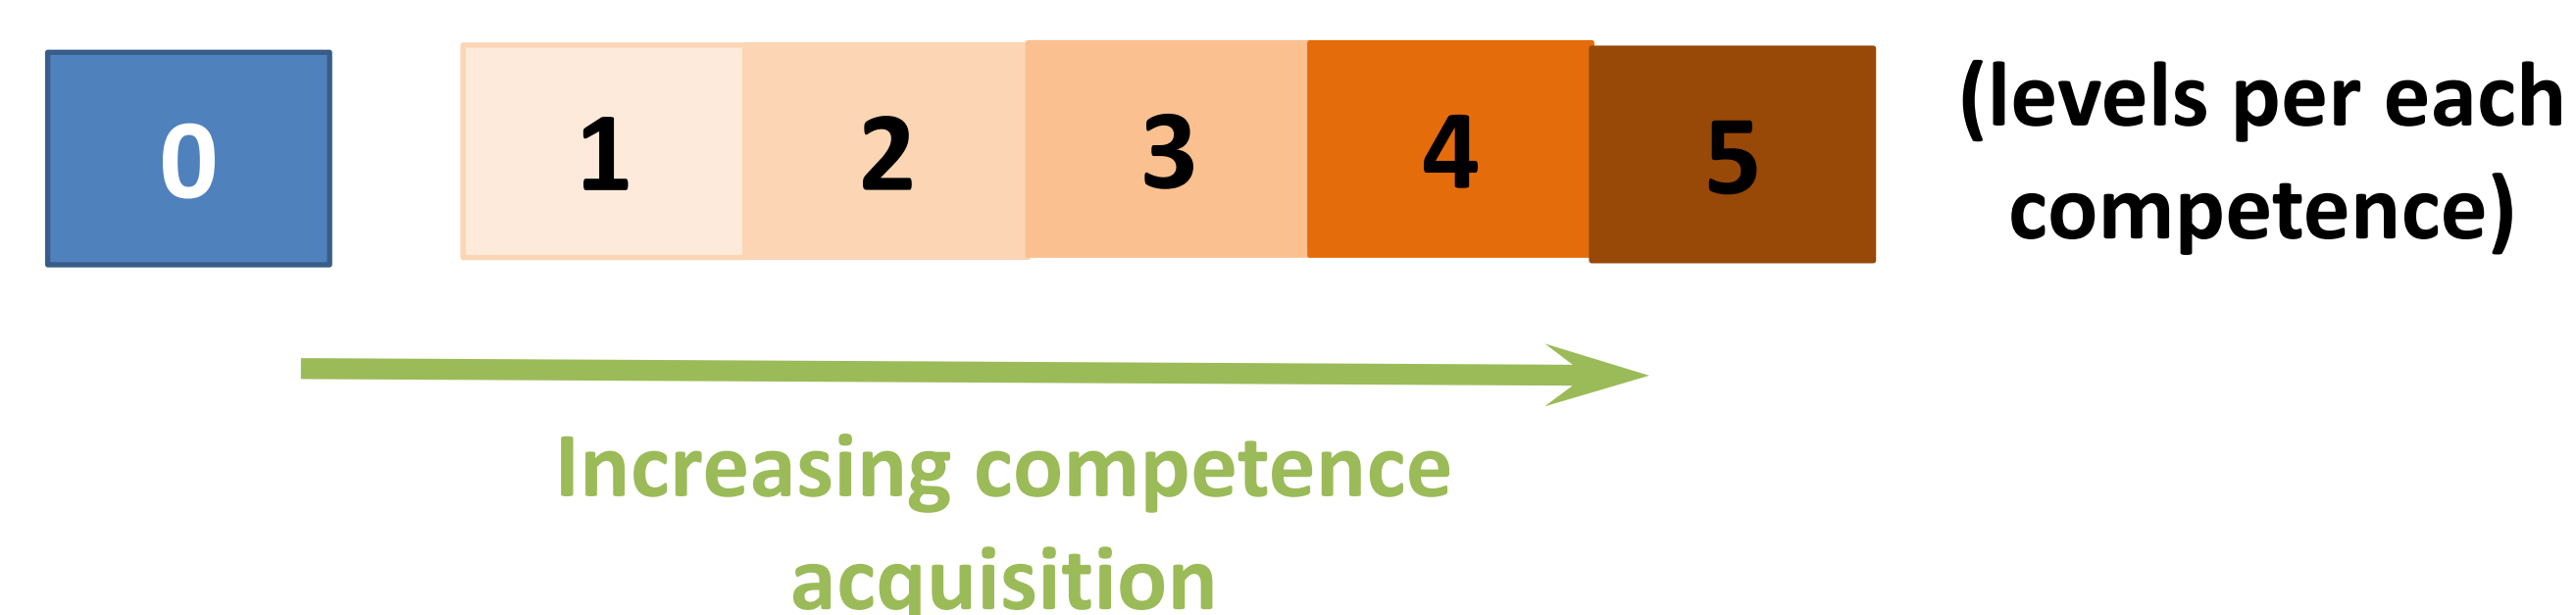 0 1 2 3 4 5 (levels per each
competence)
Increasing competence
acquisition